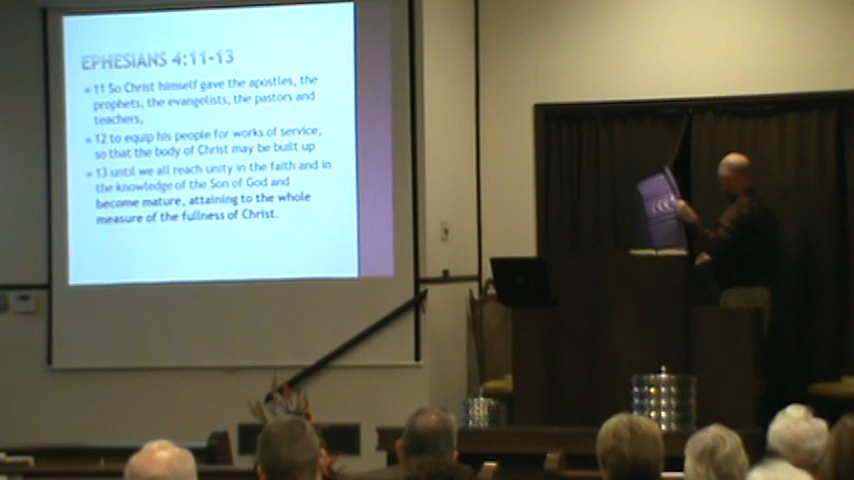 EPHESIANS 4:11-13
11 So Christ himself gave the apostles, the
prophets, the evangelists, the pastors and
teachers,
12 to equip his people for works of service,
so that the body of Christ may be built up
13 until we all reach unity in the faith and in
the knowledge of the Son of God and
become mature, attaining to the whole
measure of the fullness of Christ.